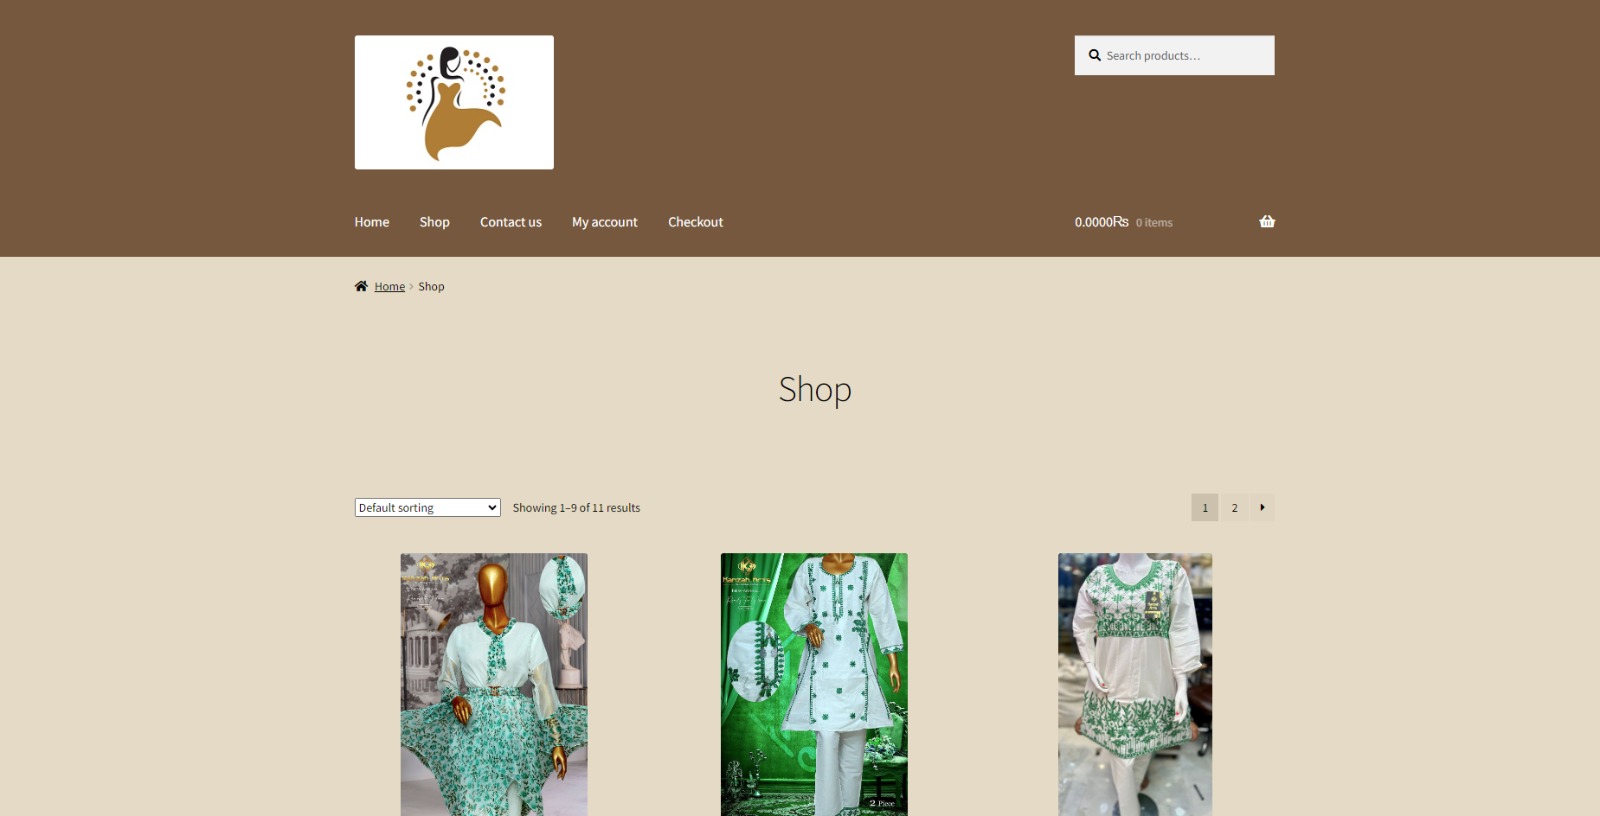 Search products…
Home Shop Contact us My account Checkout
0.0000₨ 0 items
Home › Shop
Shop
Default sorting
Showing 1–9 of 11 results
1 2
2 Piece